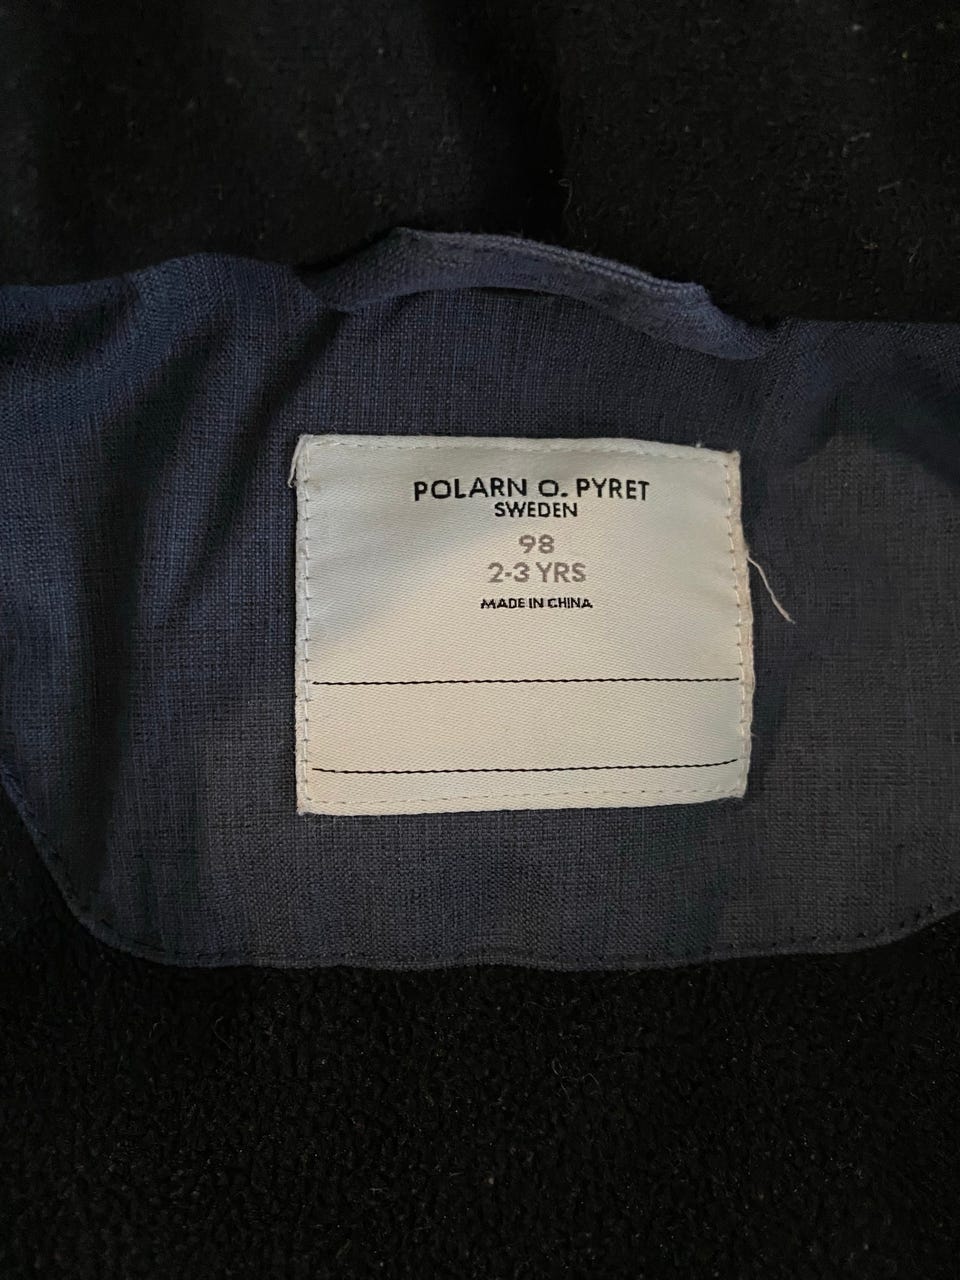 POLARN O. PYRET
SWEDEN
98
2-3 YRS
MADE IN CHINA